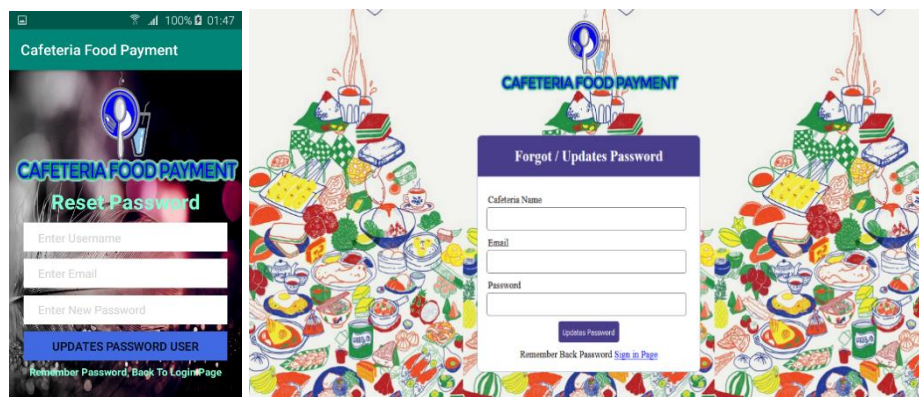 100% 01:47
Cafeteria Food Payment
CAFETERIA FOOD PAYMENT
Reset Password
Enter Username
Enter Email
Enter New Password
UPDATES PASSWORD USER
Remember Password, Back To Login Page
CAFETERIA FOOD PAYMENT
Forgot / Updates Password
Cafeteria Name
Email
Password
Updates Password
Remember Back Password Sign in Page